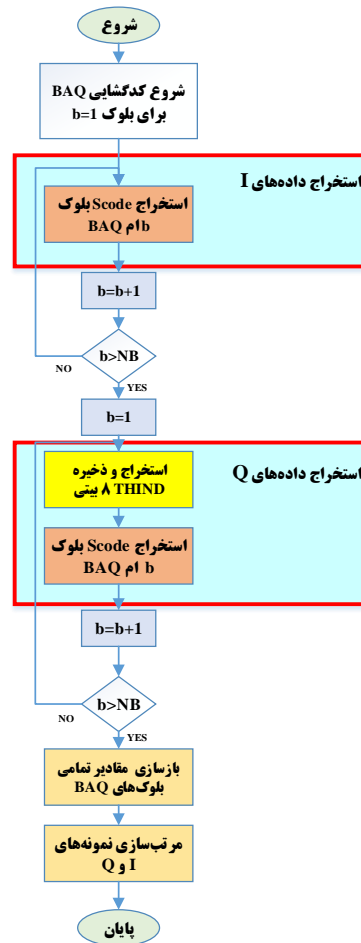 شروع
شروع کدگشایی BAQ
برای بلوک b=1
استخراج داده‌های I
استخراج Scode بلوک
b ام BAQ
b=b+1
b>NB
NO
YES
b=1
استخراج داده‌های Q
استخراج و ذخیره
THIND ۸ بیتی
استخراج Scode بلوک
b ام BAQ
b=b+1
b>NB
NO
YES
بازسازی مقادیر تمامی
بلوک‌های BAQ
مرتب‌سازی نمونه‌های
I و Q
پایان